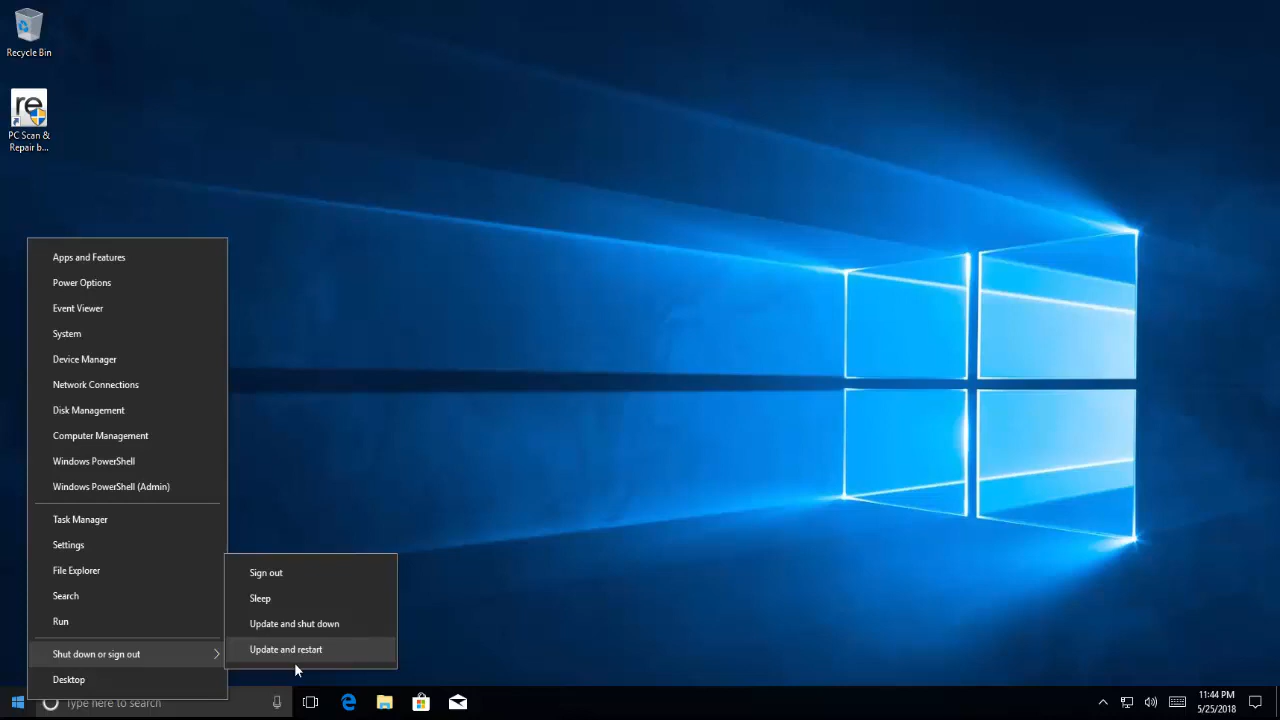 Recycle Bin
re
PC Scan &
Repair b...
Apps and Features
Power Options
Event Viewer
System
Device Manager
Network Connections
Disk Management
Computer Management
Windows PowerShell
Windows PowerShell (Admin)
Task Manager
Settings
File Explorer
Search
Run
Shut down or sign out
Desktop
Sign out
Sleep
Update and shut down
Update and restart
Type here to search
11:44 PM
5/25/2018